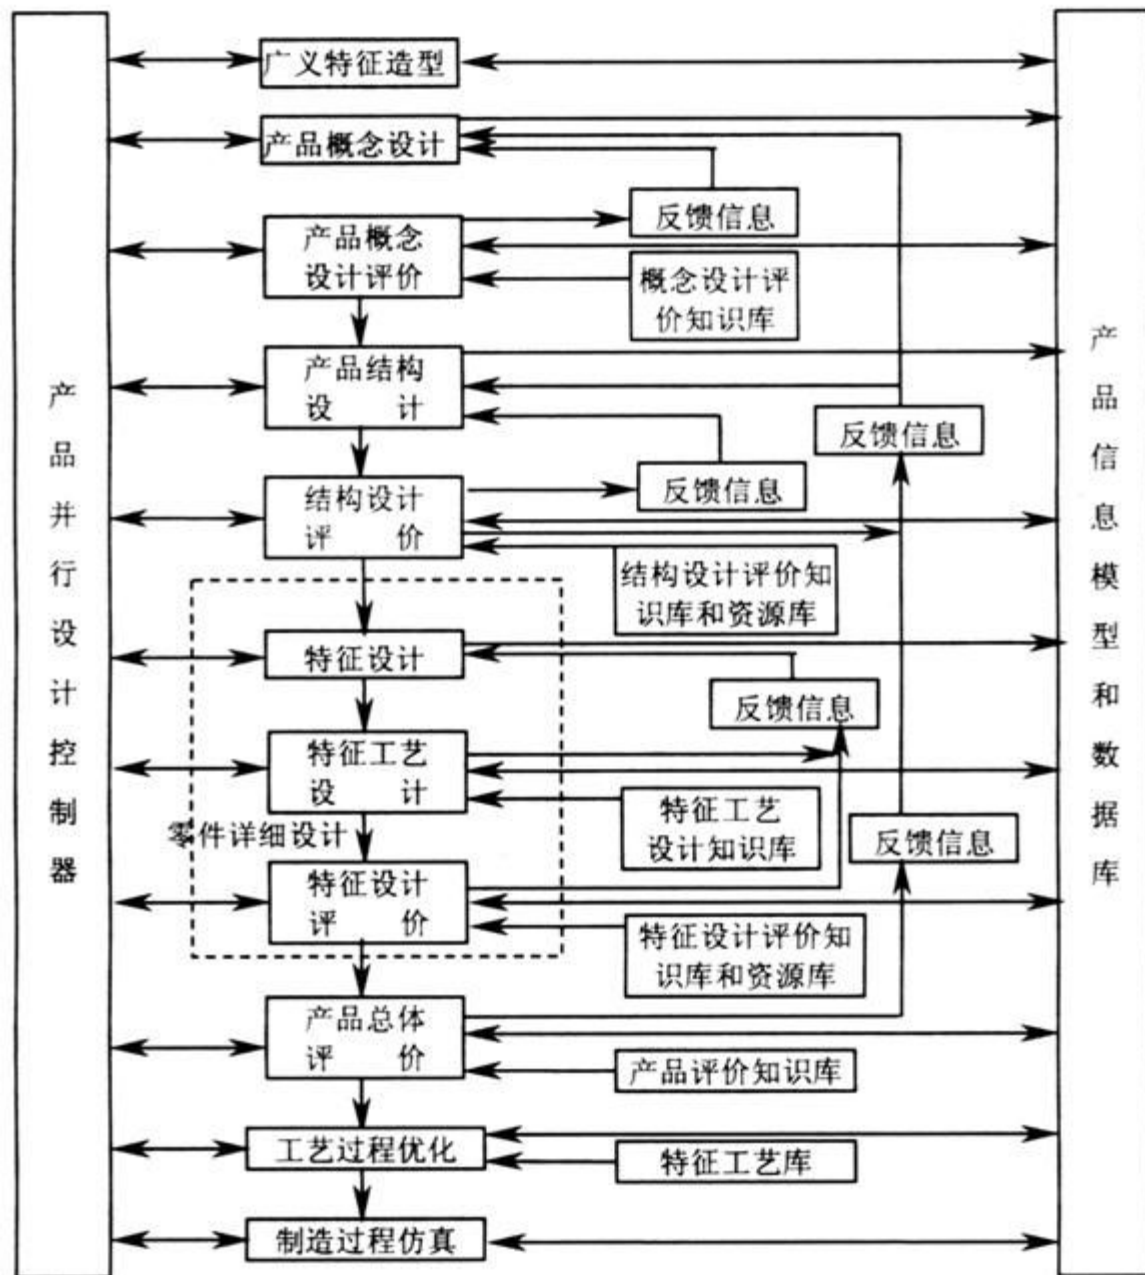 产品并行设计控制器
广义特征造型
产品概念设计
反馈信息
产品概念
设计评价
概念设计评
价知识库
产品结构
设计
反馈信息
结构设计
评价
反馈信息
结构设计评价知
识库和资源库
特征设计
反馈信息
特征工艺
设计
特征工艺
设计知识库
零件详细设计
反馈信息
特征设计
评价
特征设计评价知
识库和资源库
产品总体
评价
产品评价知识库
工艺过程优化
特征工艺库
制造过程仿真
产品信息模型和数据库